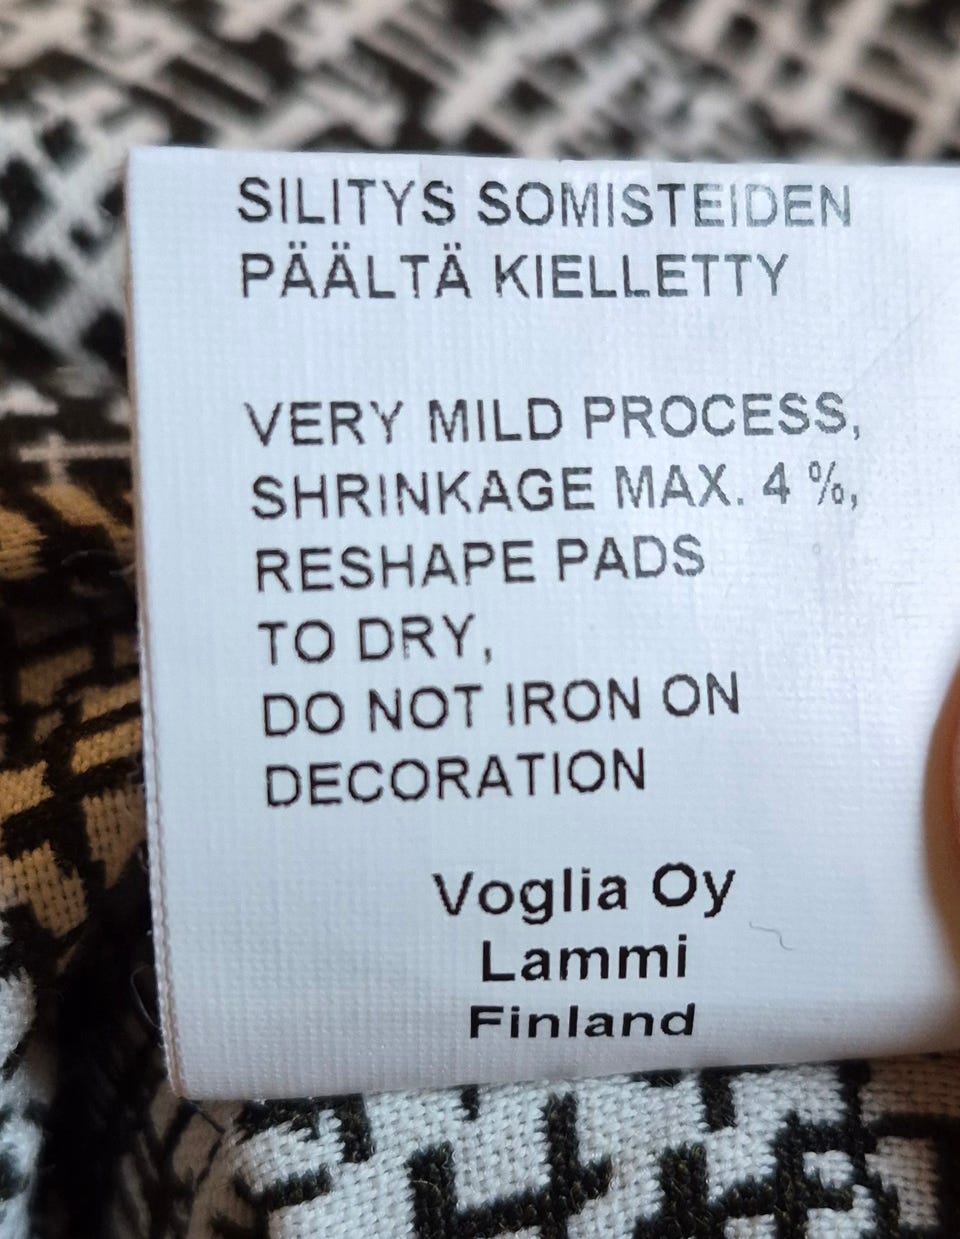 SILITYS SOMISTEIDEN
PÄÄLTÄ KIELLETTY
VERY MILD PROCESS,
SHRINKAGE MAX. 4 %,
RESHAPE PADS
TO DRY,
DO NOT IRON ON
DECORATION
Voglia Oy
Lammi
Finland